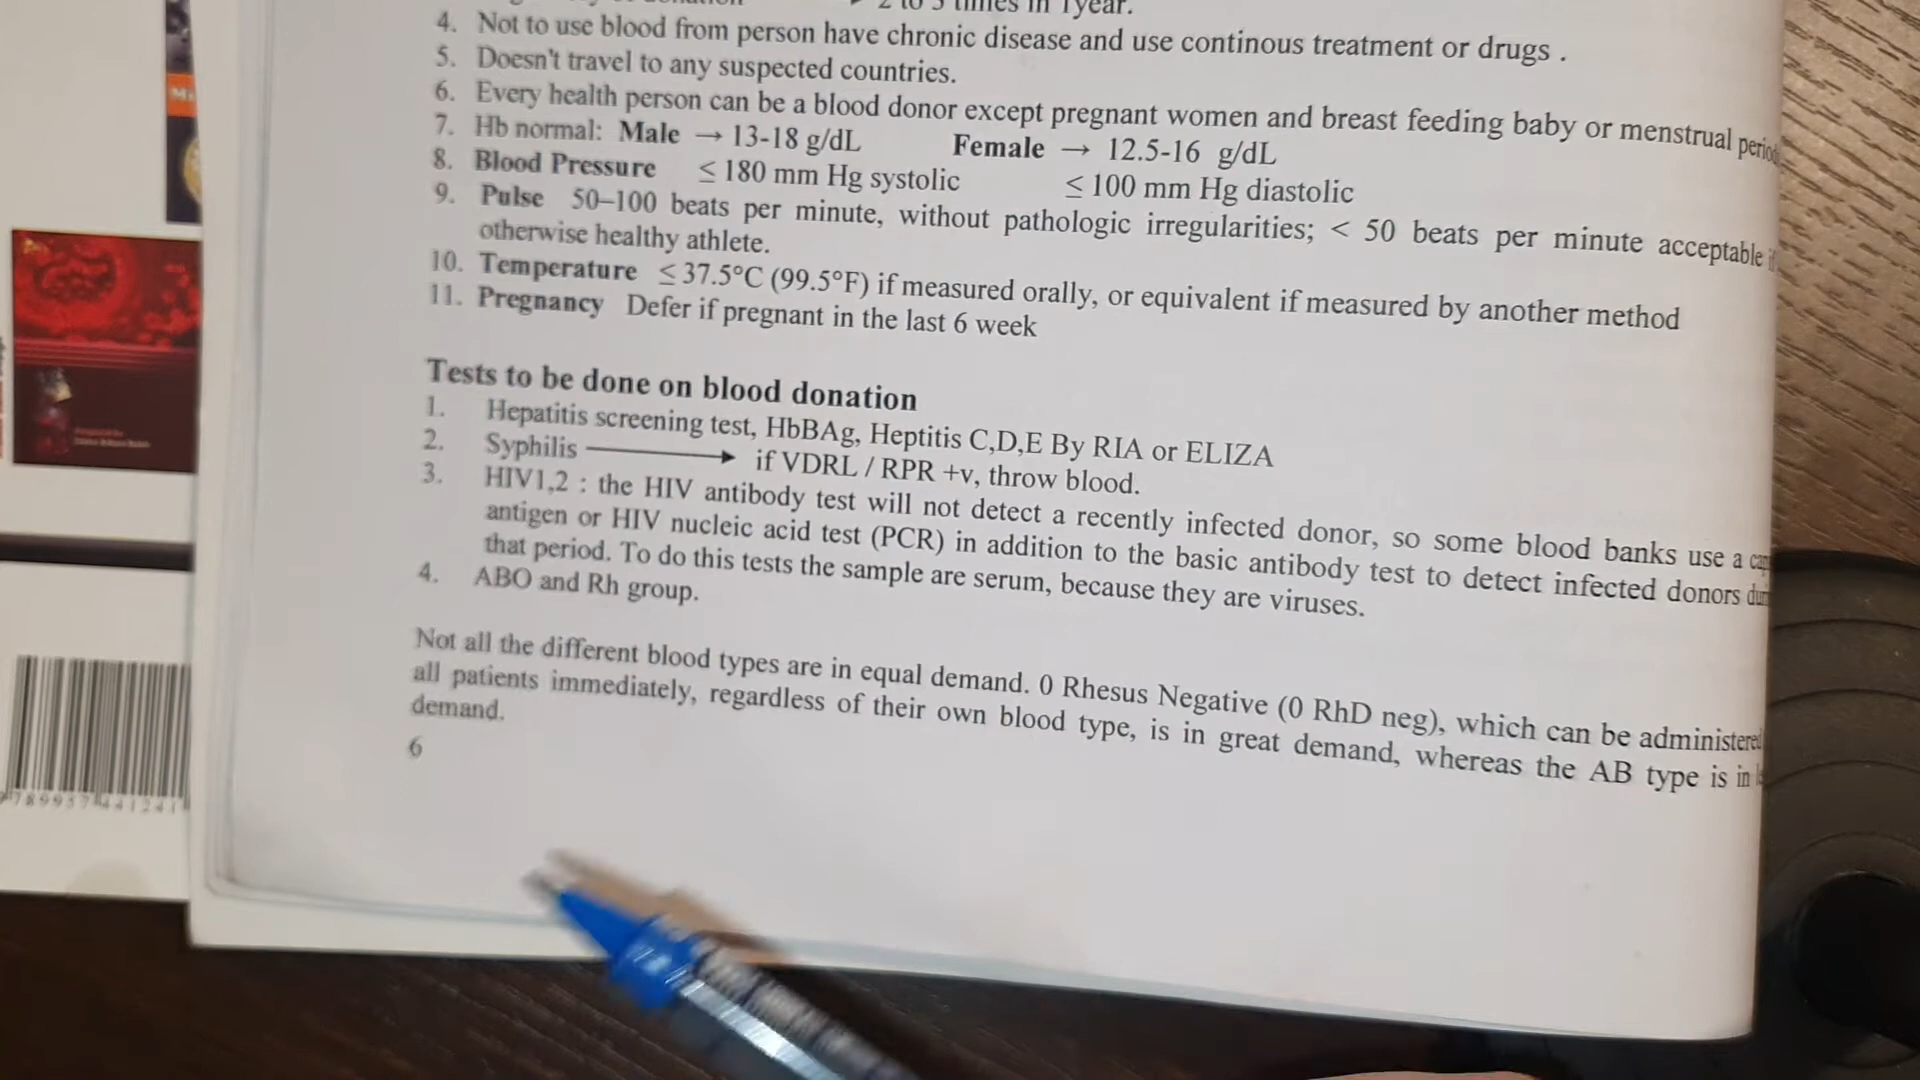 2 to 3 times in 1year.
4. Not to use blood from person have chronic disease and use continous treatment or drugs .
5. Doesn't travel to any suspected countries.
6. Every health person can be a blood donor except pregnant women and breast feeding baby or menstrual
7. Hb normal: Male → 13-18 g/dL Female → 12.5-16 g/dL
8. Blood Pressure ≤ 180 mm Hg systolic ≤ 100 mm Hg diastolic
9. Pulse 50–100 beats per minute, without pathologic irregularities; < 50 beats per minute acceptable
otherwise healthy athlete.
10. Temperature ≤ 37.5°C (99.5°F) if measured orally, or equivalent if measured by another method
11. Pregnancy Defer if pregnant in the last 6 week
Tests to be done on blood donation
1. Hepatitis screening test, HbBAg, Heptitis C,D,E By RIA or ELIZA
2. Syphilis → if VDRL / RPR +v, throw blood.
3. HIV1,2 : the HIV antibody test will not detect a recently infected donor, so some blood banks use a
antigen or HIV nucleic acid test (PCR) in addition to the basic antibody test to detect infected donors
that period. To do this tests the sample are serum, because they are viruses.
4. ABO and Rh group.
Not all the different blood types are in equal demand. 0 Rhesus Negative (0 RhD neg), which can be administered
all patients immediately, regardless of their own blood type, is in great demand, whereas the AB type is in
demand.
6